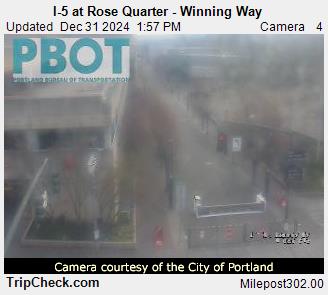 I-5 at Rose Quarter - Winning Way
Updated Dec 31 2024 1:57 PM Camera 4
PBOT
PORTLAND BUREAU OF TRANSPORTATION
Camera courtesy of the City of Portland
TripCheck.com Milepost302.00